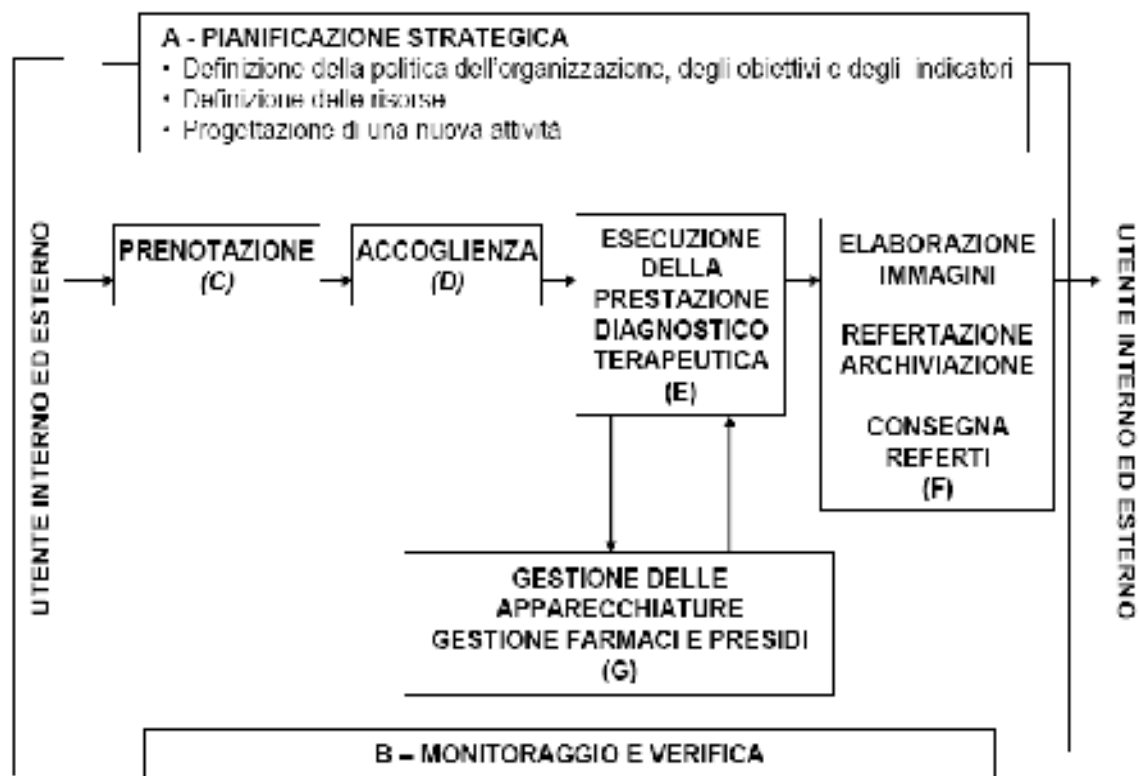 A - PIANIFICAZIONE STRATEGICA
• Definizione della politica dell'organizzazione, degli obiettivi e degli indicatori
• Definizione delle risorse
• Progettazione di una nuova attività
UTENTE INTERNO ED ESTERNO
PRENOTAZIONE
(C)
ACCOGLIENZA
(D)
ESECUZIONE
DELLA
PRESTAZIONE
DIAGNOSTICO
TERAPEUTICA
(E)
ELABORAZIONE
IMMAGINI
REFERTAZIONE
ARCHIVIAZIONE
CONSEGNA
REFERTI
(F)
UTENTE INTERNO ED ESTERNO
GESTIONE DELLE
APPARECCHIATURE
GESTIONE FARMACI E PRESIDI
(G)
B – MONITORAGGIO E VERIFICA